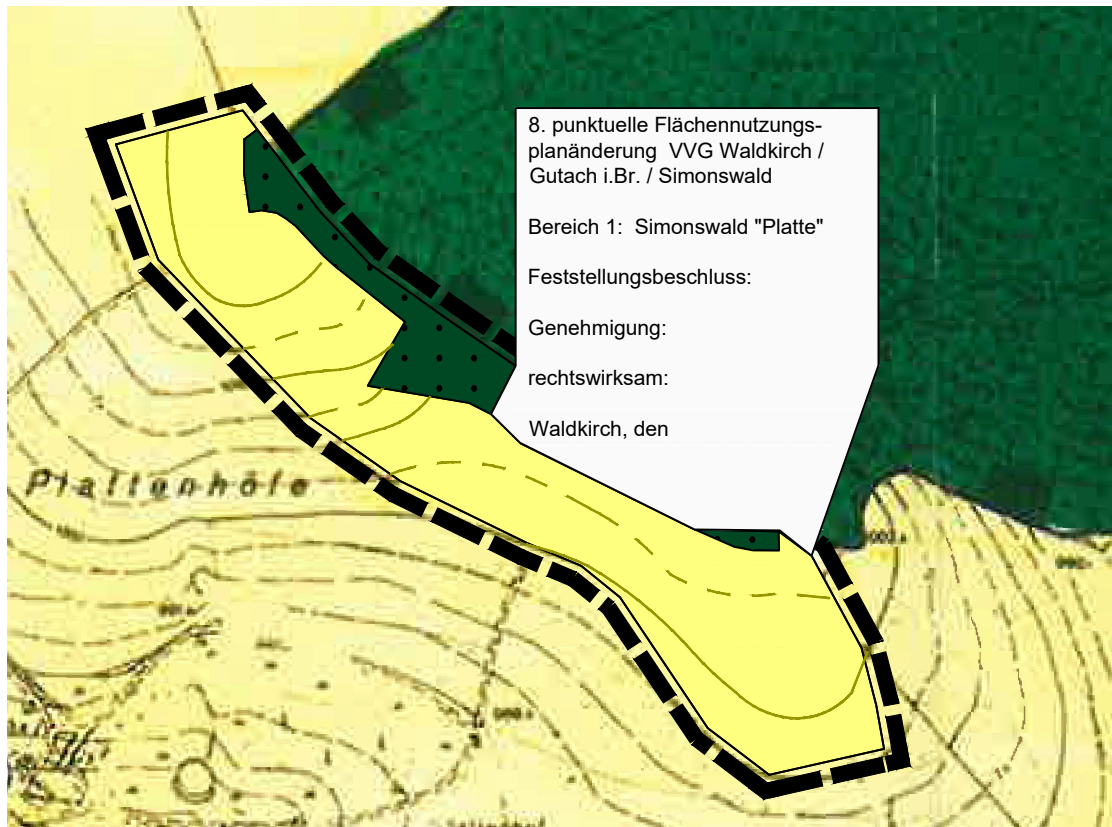 8. punktuelle Flächennutzungs-
planänderung VVG Waldkirch /
Gutach i.Br. / Simonswald
Bereich 1: Simonswald "Platte"
Feststellungsbeschluss:
Genehmigung:
rechtswirksam:
Waldkirch, den
Plattenhöfe